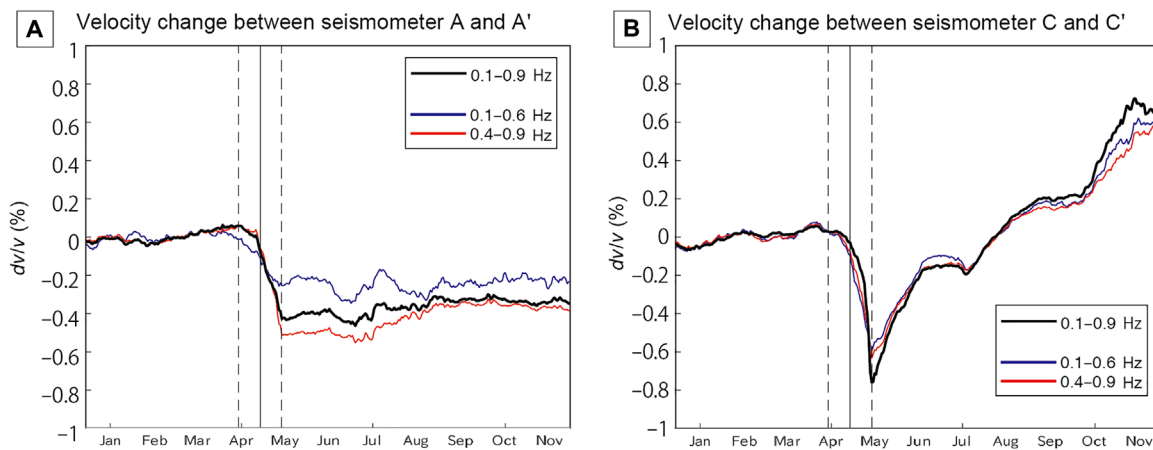 A Velocity change between seismometer A and A'
1
0.8
0.6
0.4
0.2
0
−0.2
−0.4
−0.6
−0.8
−1
dv/v (%)
0.1−0.9 Hz
0.1−0.6 Hz
0.4−0.9 Hz
Jan Feb Mar Apr May Jun Jul Aug Sep Oct Nov
B Velocity change between seismometer C and C'
1
0.8
0.6
0.4
0.2
0
−0.2
−0.4
−0.6
−0.8
−1
dv/v (%)
0.1−0.9 Hz
0.1−0.6 Hz
0.4−0.9 Hz
Jan Feb Mar Apr May Jun Jul Aug Sep Oct Nov